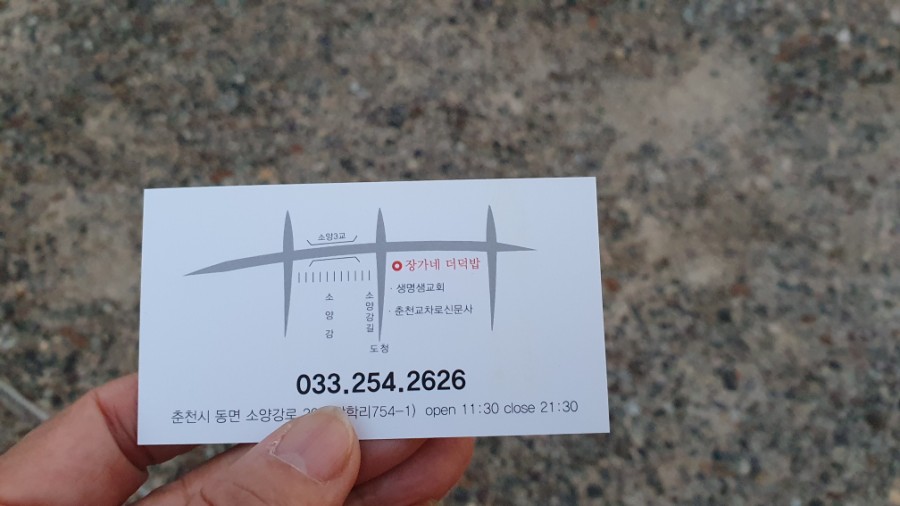 소양3교
장가네 더덕밥
· 생명샘교회
· 춘천교차로신문사
소양강
소양강길
도청
033.254.2626
춘천시 동면 소양강로 학리754-1) open 11:30 close 21:30